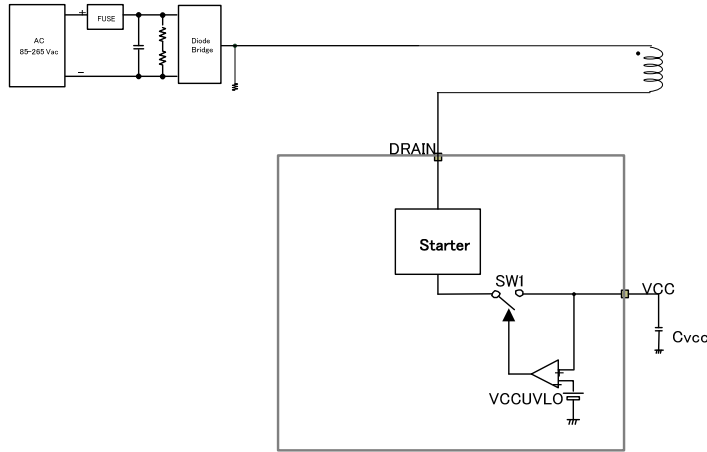 AC
85-265 Vac
+
FUSE
−
Diode
Bridge
DRAIN
Starter
SW1
VCC
Cvcc
+
−
VCCUVLO